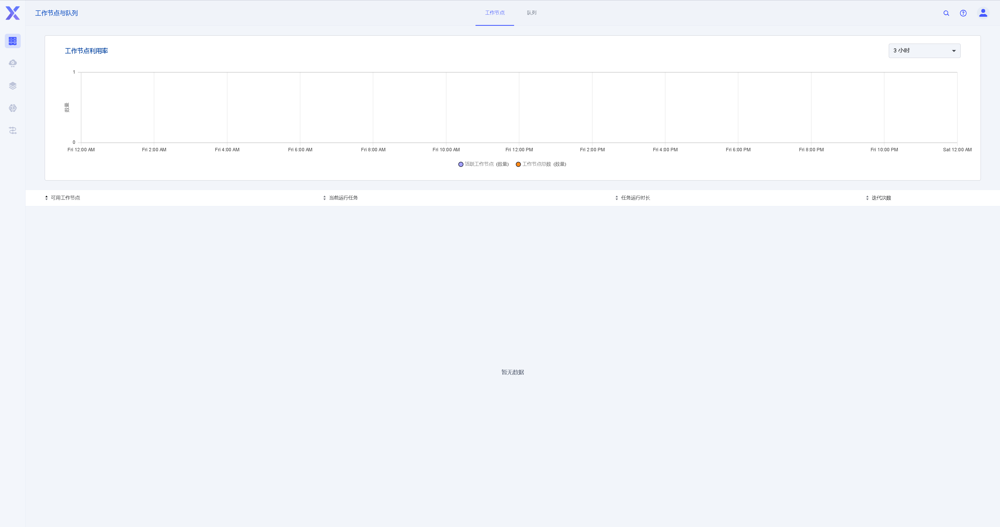 工作节点与队列
工作节点
队列
工作节点利用率
3 小时
1
数量
0
Fri 12:00 AM
Fri 2:00 AM
Fri 4:00 AM
Fri 6:00 AM
Fri 8:00 AM
Fri 10:00 AM
Fri 12:00 PM
Fri 2:00 PM
Fri 4:00 PM
Fri 6:00 PM
Fri 8:00 PM
Fri 10:00 PM
Sat 12:00 AM
活跃工作节点 (数量)
工作节点总数 (数量)
可用工作节点
当前运行任务
任务运行时长
迭代次数
暂无数据